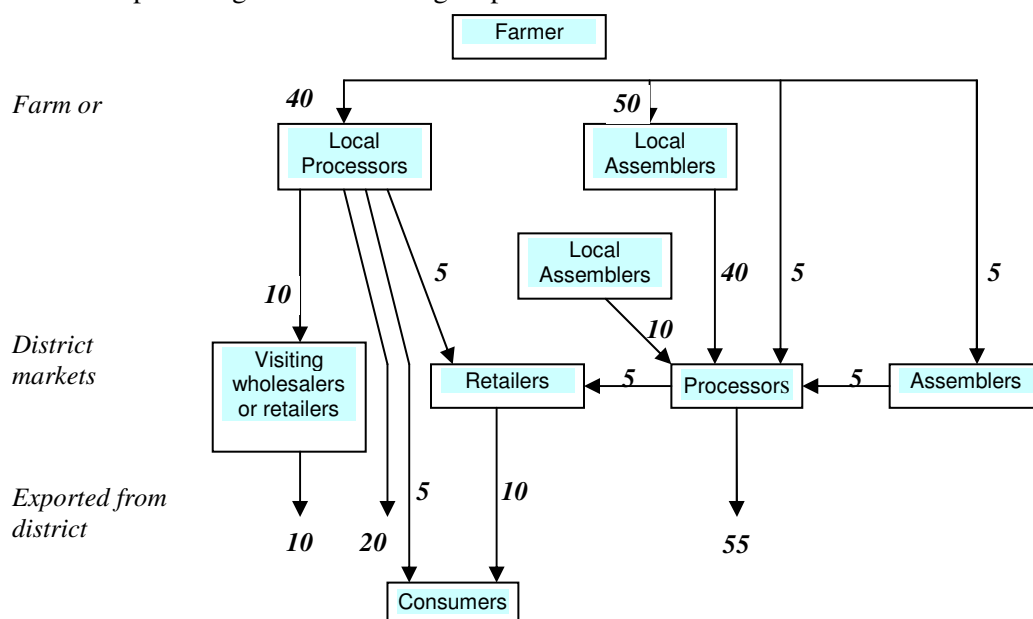 Farmer
Farm or
40
50
Local
Processors
Local
Assemblers
Local
Assemblers
5
40
5
5
10
10
District
markets
Visiting
wholesalers
or retailers
Retailers
5
Processors
5
Assemblers
Exported from
district
5
10
10
20
55
Consumers